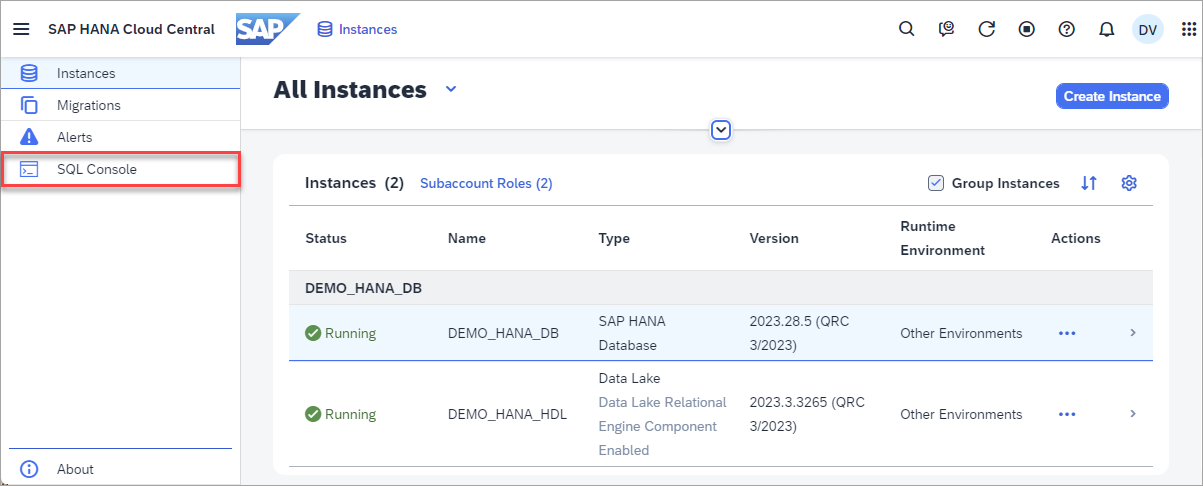 SAP HANA Cloud Central SAP Instances DV
Instances
Migrations
Alerts
SQL Console
About
All Instances
Create Instance
Instances (2) Subaccount Roles (2) Group Instances
Status Name Type Version Runtime Environment Actions
DEMO_HANA_DB
Running DEMO_HANA_DB SAP HANA Database 2023.28.5 (QRC 3/2023) Other Environments
Running DEMO_HANA_HDL Data Lake Data Lake Relational Engine Component Enabled 2023.3.3265 (QRC 3/2023) Other Environments